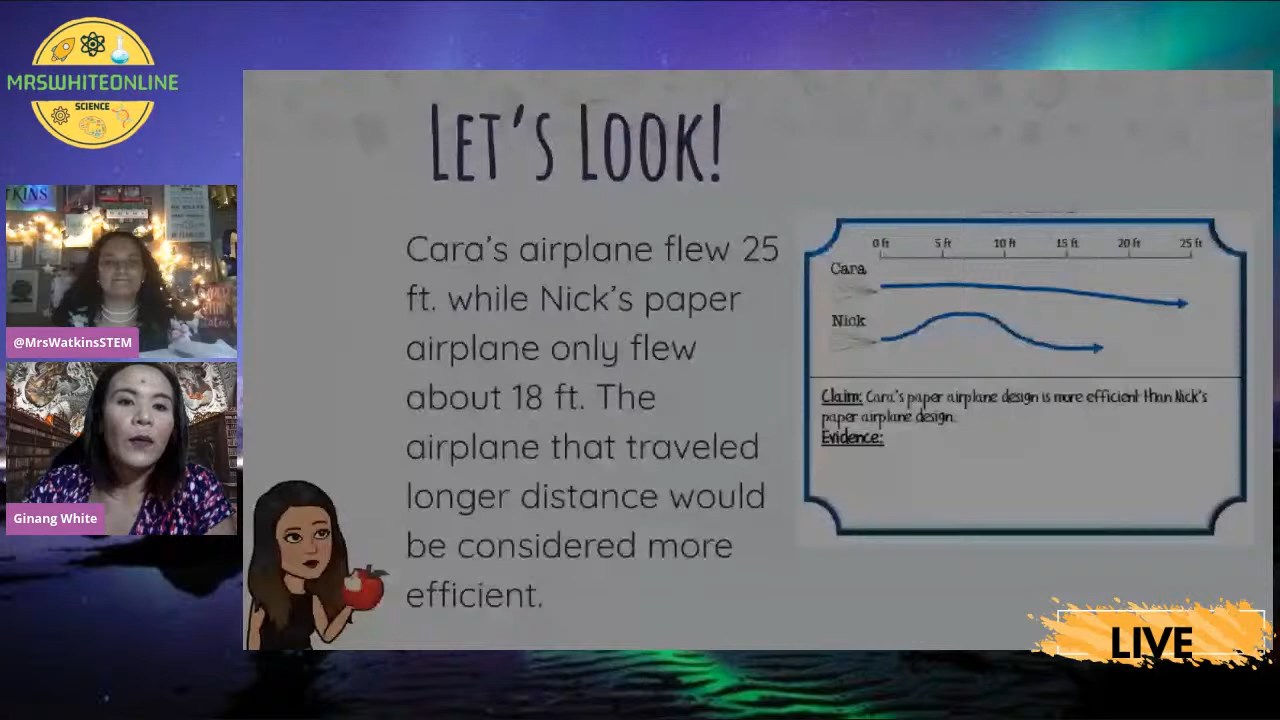 MRSWHITEONLINE
SCIENCE
LET'S LOOK!
Cara's airplane flew 25
ft. while Nick's paper
airplane only flew
about 18 ft. The
airplane that traveled
longer distance would
be considered more
efficient.
0 ft 5 ft 10 ft 15 ft 20 ft 25 ft
Cara
Nick
Claim: Cara's paper airplane design is more efficient than Nick's
paper airplane design.
Evidence:
@MrsWatkinsSTEM
Ginang White
LIVE